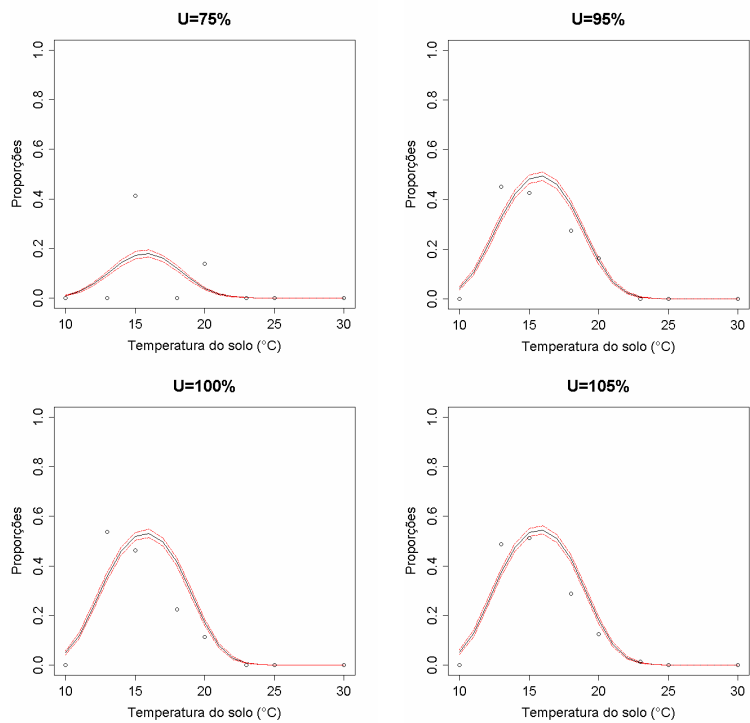 U=75%
Proporções
0.0 0.2 0.4 0.6 0.8 1.0
10 15 20 25 30
Temperatura do solo (°C)
U=95%
Proporções
0.0 0.2 0.4 0.6 0.8 1.0
10 15 20 25 30
Temperatura do solo (°C)
U=100%
Proporções
0.0 0.2 0.4 0.6 0.8 1.0
10 15 20 25 30
Temperatura do solo (°C)
U=105%
Proporções
0.0 0.2 0.4 0.6 0.8 1.0
10 15 20 25 30
Temperatura do solo (°C)